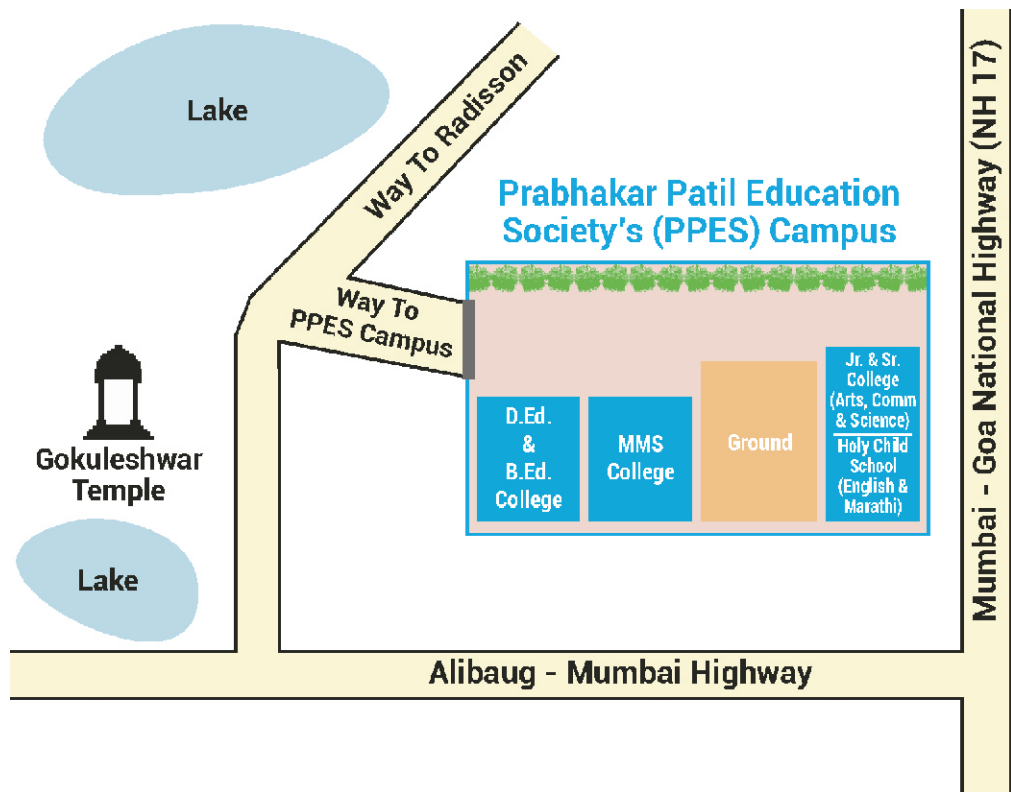 Lake
Way To Radisson
Mumbai - Goa National Highway (NH 17)
Prabhakar Patil Education
Society's (PPES) Campus
Way To
PPES Campus
Gokuleshwar
Temple
D.Ed.
&
B.Ed.
College
MMS
College
Ground
Jr. & Sr.
College
(Arts, Comm
& Science)
Holy Child
School
(English &
Marathi)
Lake
Alibaug - Mumbai Highway